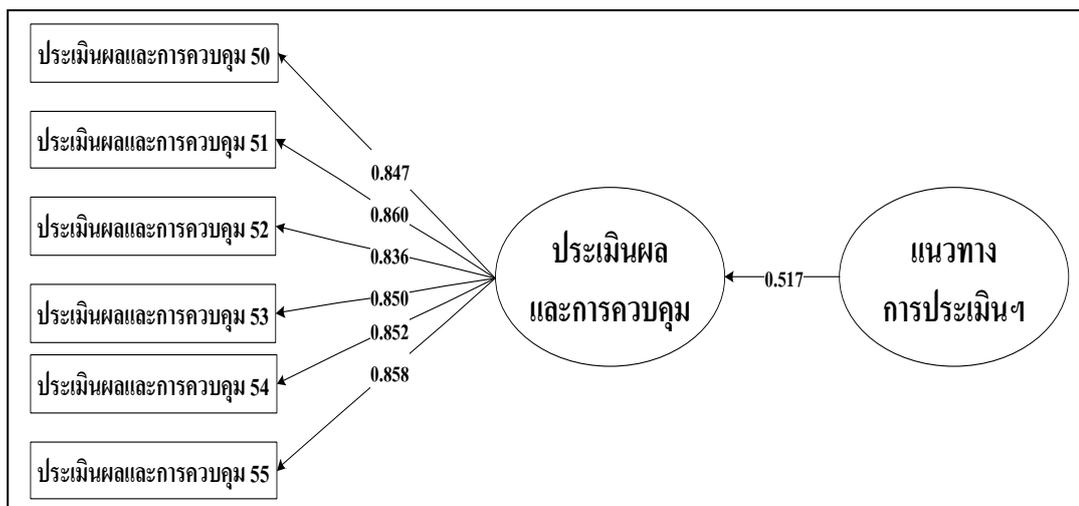 ประเมินผลและการควบคุม 50
ประเมินผลและการควบคุม 51
ประเมินผลและการควบคุม 52
ประเมินผลและการควบคุม 53
ประเมินผลและการควบคุม 54
ประเมินผลและการควบคุม 55
0.847
0.860
0.836
0.850
0.852
0.858
ประเมินผล
และการควบคุม
0.517
แนวทาง
การประเมินฯ